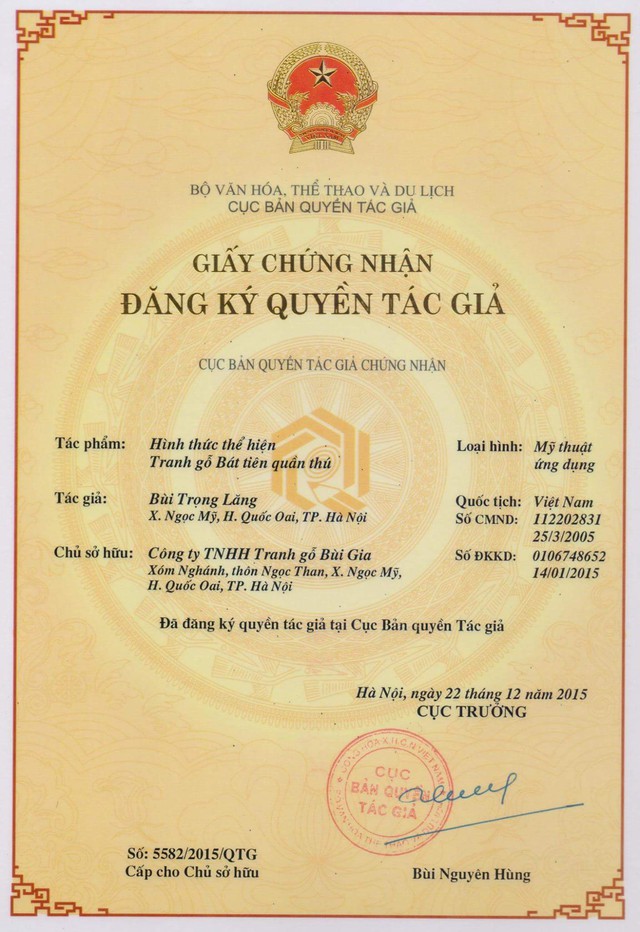 BỘ VĂN HÓA, THỂ THAO VÀ DU LỊCH
CỤC BẢN QUYỀN TÁC GIẢ
GIẤY CHỨNG NHẬN
ĐĂNG KÝ QUYỀN TÁC GIẢ
CỤC BẢN QUYỀN TÁC GIẢ CHỨNG NHẬN
Tác phẩm: Hình thức thể hiện Loại hình: Mỹ thuật
Tranh gỗ Bát tiên quần thú ứng dụng
Tác giả: Bùi Trọng Lăng Quốc tịch: Việt Nam
X. Ngọc Mỹ, H. Quốc Oai, TP. Hà Nội Số CMND: 112202831
25/3/2005
Chủ sở hữu: Công ty TNHH Tranh gỗ Bùi Gia Số ĐKKD: 0106748652
Xóm Nghánh, thôn Ngọc Than, X. Ngọc Mỹ, 14/01/2015
H. Quốc Oai, TP. Hà Nội
Đã đăng ký quyền tác giả tại Cục Bản quyền Tác giả
Hà Nội, ngày 22 tháng 12 năm 2015
CỤC TRƯỞNG
CỤC
BẢN QUYỀN
TÁC GIẢ
Số: 5582/2015/QTG
Cấp cho Chủ sở hữu
Bùi Nguyên Hùng